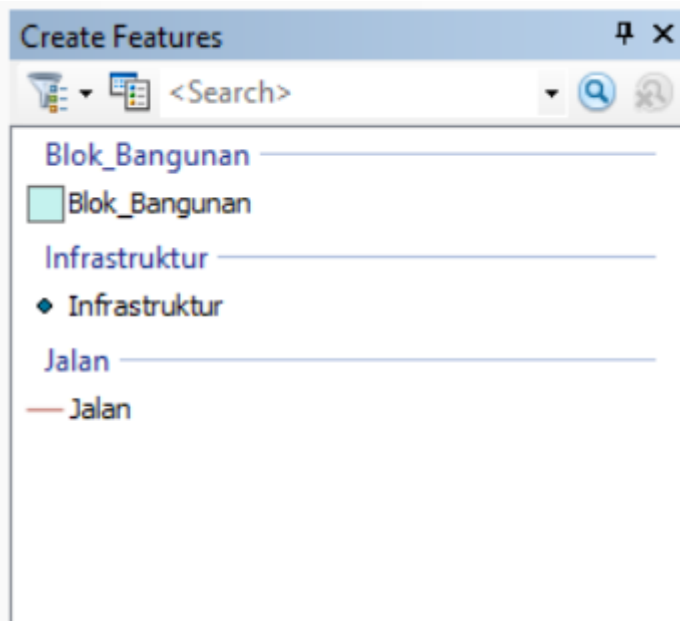 Create Features
<Search>
Blok_Bangunan
Blok_Bangunan
Infrastruktur
Infrastruktur
Jalan
Jalan